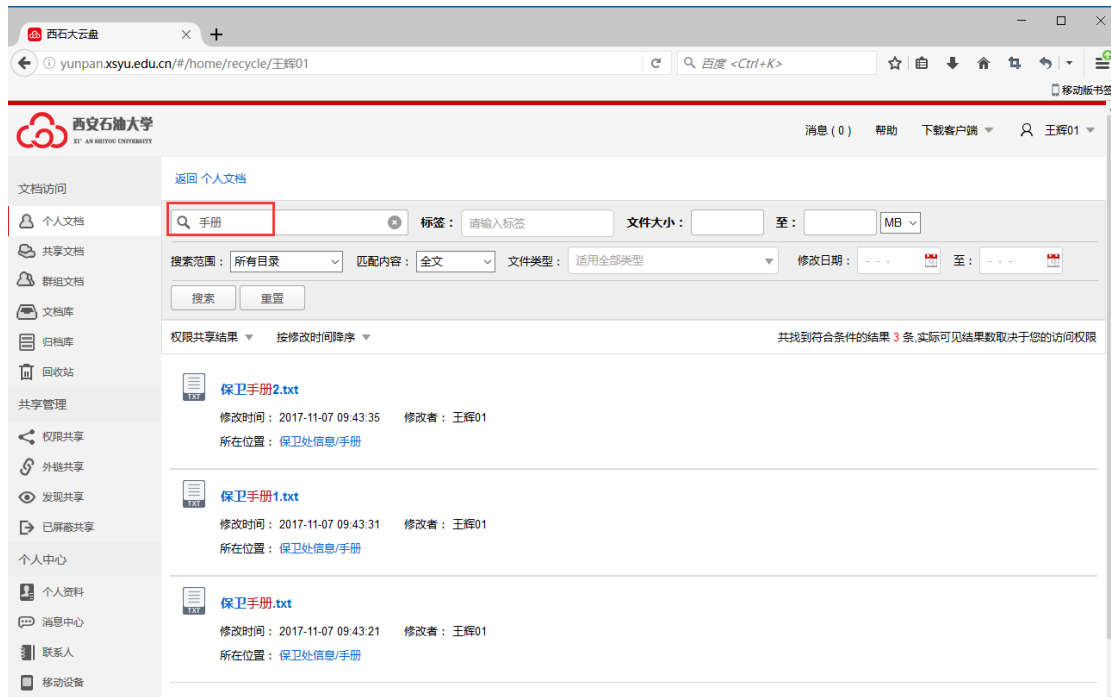 西石大云盘
yunpan.xsyu.edu.cn/#/home/recycle/王辉01
百度 <Ctrl+K>
移动版书签
西安石油大学
XI' AN SHIYOU UNIVERSITY
消息 ( 0 ) 帮助 下载客户端 王辉01
文档访问
个人文档
共享文档
群组文档
文档库
归档库
回收站
共享管理
权限共享
外链共享
发现共享
已屏蔽共享
个人中心
个人资料
消息中心
联系人
移动设备
返回 个人文档
手册 标签： 请输入标签 文件大小： 至： MB
搜索范围： 所有目录 匹配内容： 全文 文件类型： 适用全部类型 修改日期： - - - 至： - - -
搜索 重置
权限共享结果 按修改时间降序 共找到符合条件的结果 3 条,实际可见结果数取决于您的访问权限
TXT 保卫手册2.txt
修改时间： 2017-11-07 09:43:35 修改者： 王辉01
所在位置： 保卫处信息/手册
TXT 保卫手册1.txt
修改时间： 2017-11-07 09:43:31 修改者： 王辉01
所在位置： 保卫处信息/手册
TXT 保卫手册.txt
修改时间： 2017-11-07 09:43:21 修改者： 王辉01
所在位置： 保卫处信息/手册